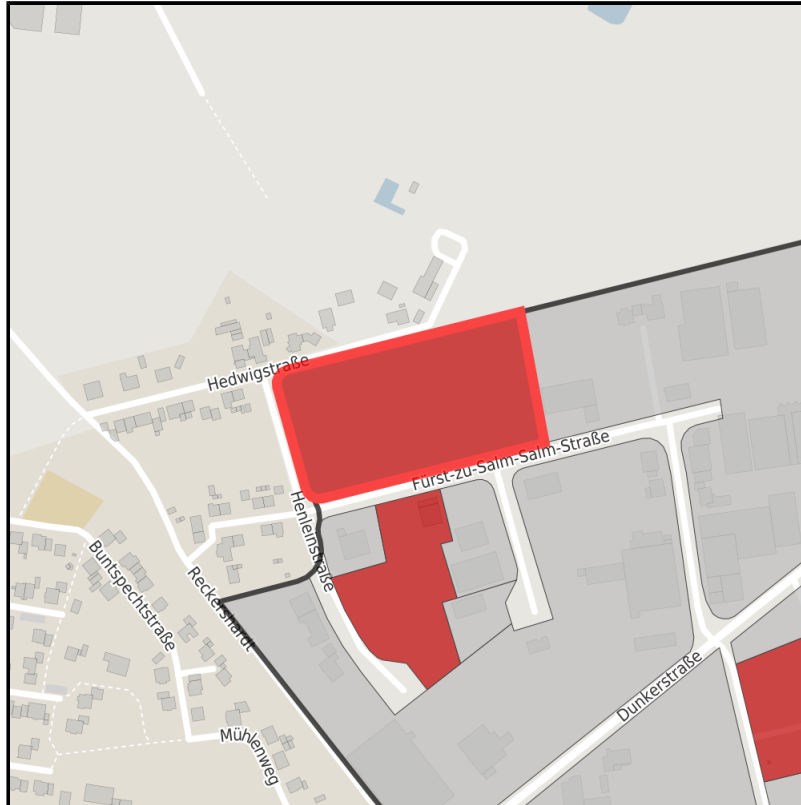 Hedwigstraße
Fürst-zu-Salm-Salm-Straße
Henleinstraße
Buntspechtstraße
Reckershardt
Dunkerstraße
Mühlenweg